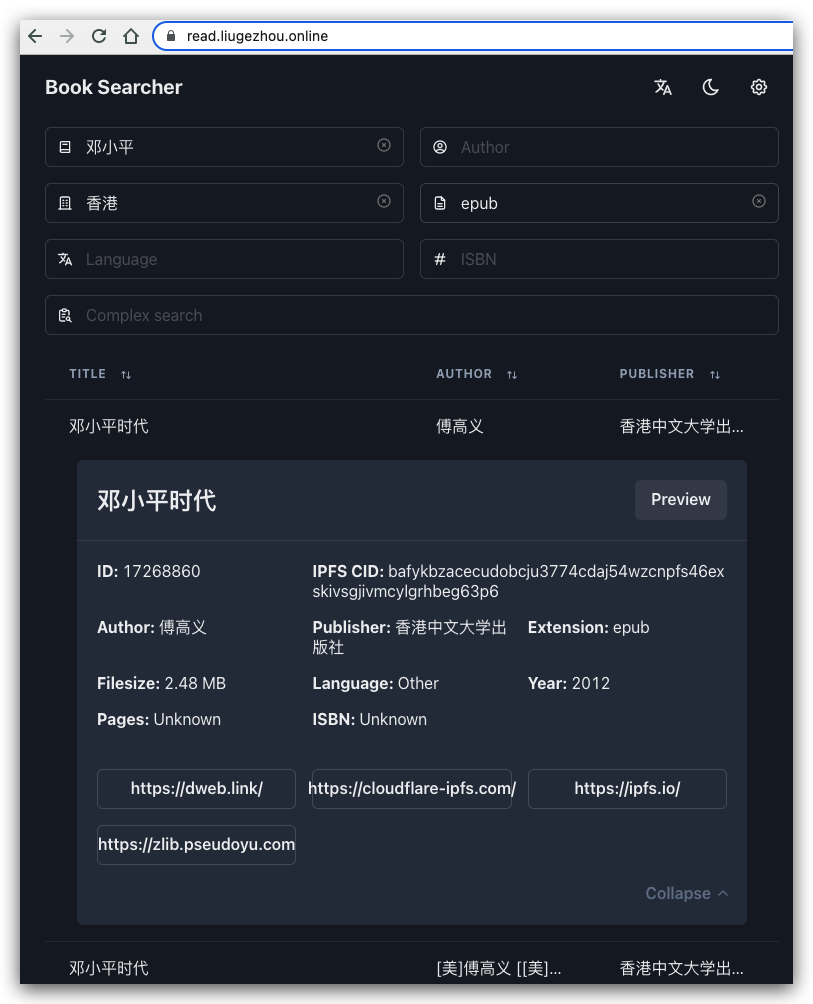 read.liugezhou.online
Book Searcher
邓小平
Author
香港
epub
Language
# ISBN
Complex search
TITLE AUTHOR PUBLISHER
邓小平时代 傅高义 香港中文大学出...
邓小平时代 Preview
ID: 17268860 IPFS CID: bafykbzacecudobcju3774cdaj54wzcnpfs46ex
skivsgjivmcylgrhbeg63p6
Author: 傅高义 Publisher: 香港中文大学出 Extension: epub
版社
Filesize: 2.48 MB Language: Other Year: 2012
Pages: Unknown ISBN: Unknown
https://dweb.link/ https://cloudflare-ipfs.com/ https://ipfs.io/
https://zlib.pseudoyu.com
Collapse
邓小平时代 [美]傅高义 [[美]... 香港中文大学出...